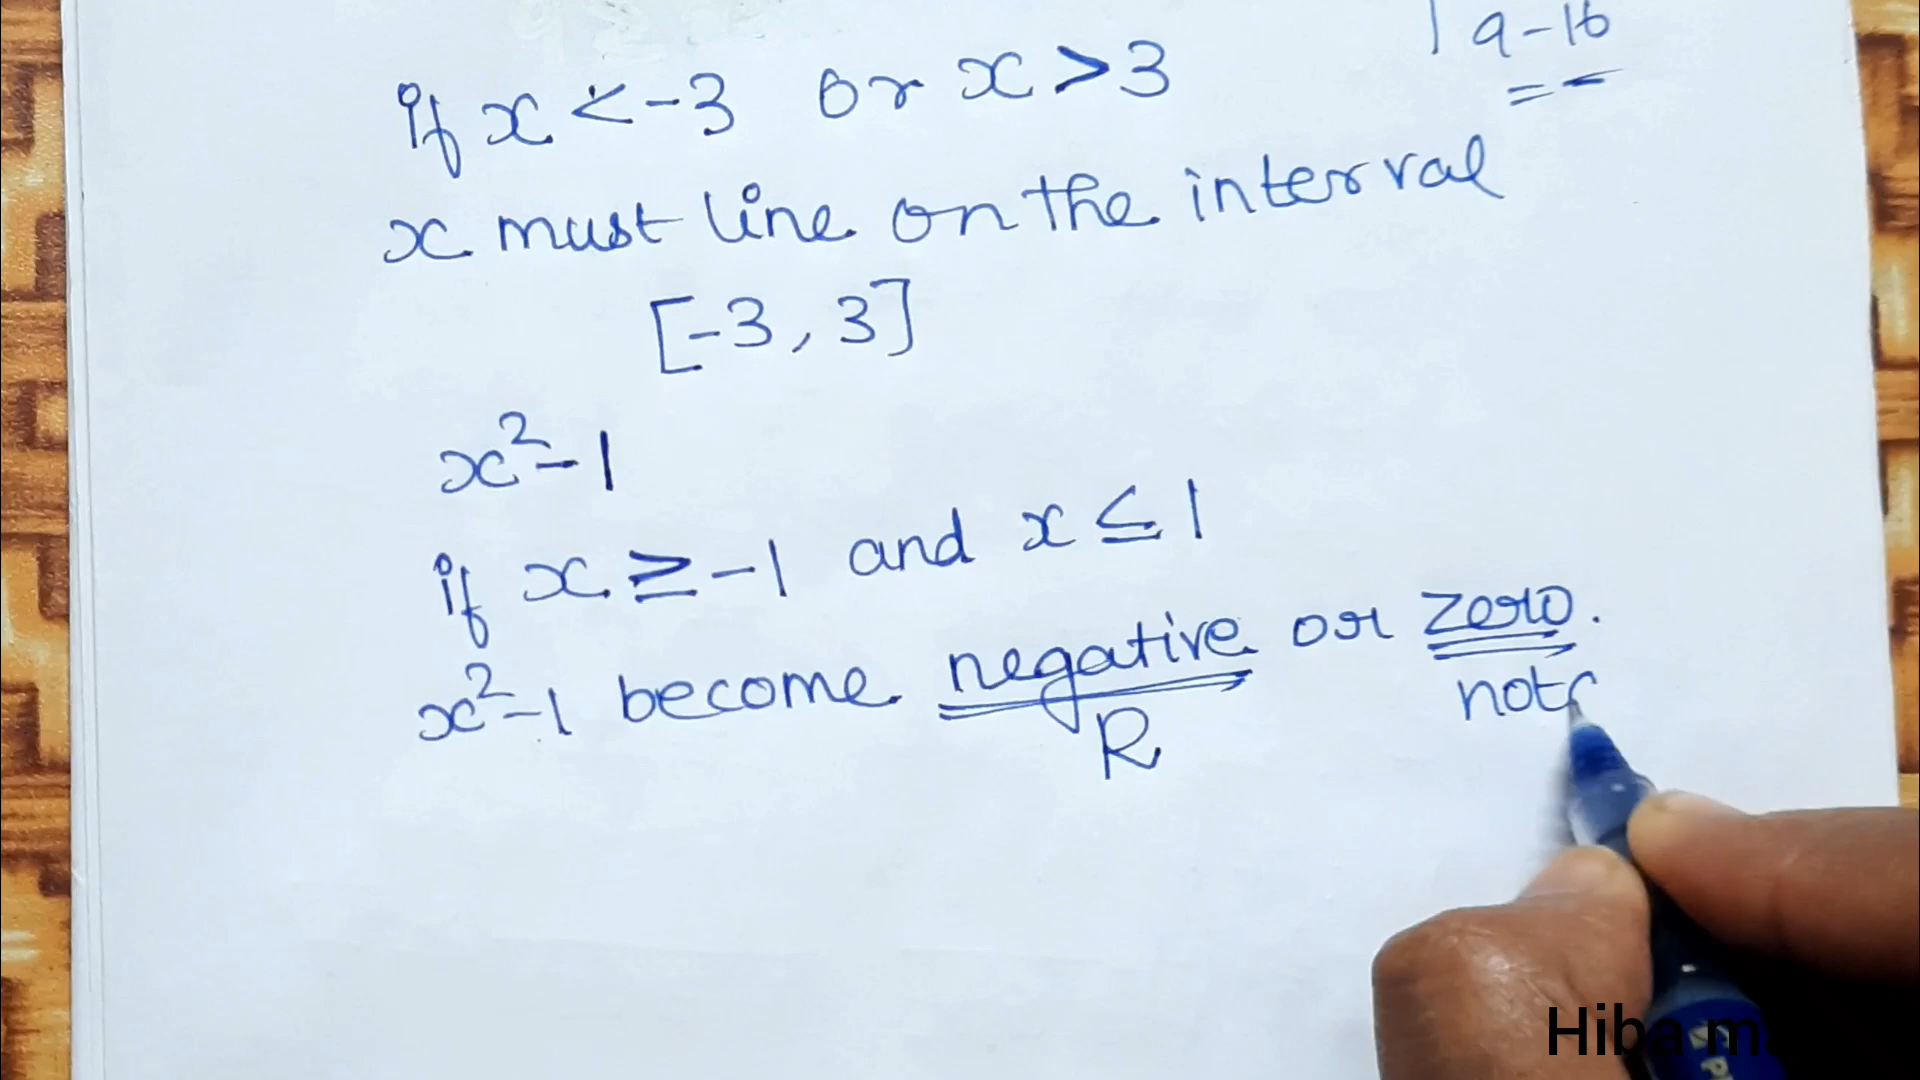 9-16
if x < -3 or x > 3
x must line on the interval
[-3, 3]
x²-1
if x ≥ -1 and x ≤ 1
x²-1 become negative or zero.
R not
Hiba